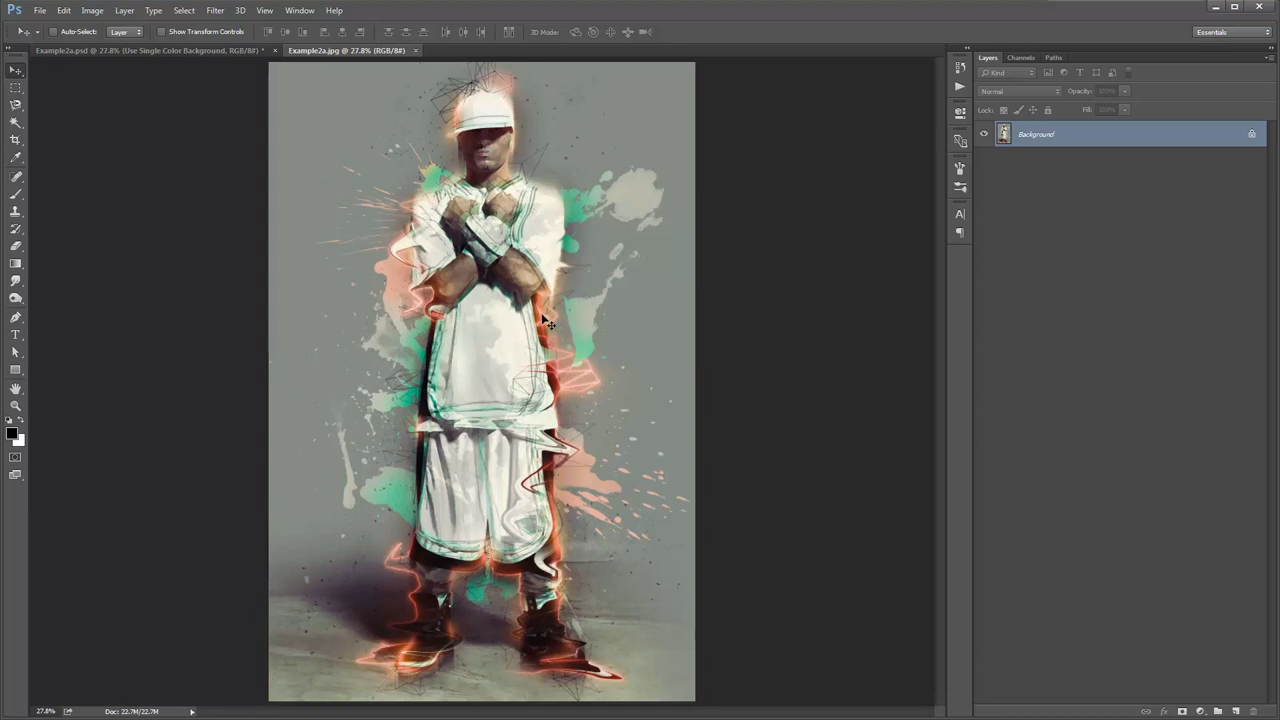 Ps File Edit Image Layer Type Select Filter 3D View Window Help
Auto-Select: Layer Show Transform Controls 3D Mode: Essentials
Example2a.psd @ 27.8% (Use Single Color Background, RGB/8#) * × Example2a.jpg @ 27.8% (RGB/8#) ×
Layers Channels Paths
Kind
Normal Opacity: 100%
Lock: Fill: 100%
Background
27.8% Doc: 22.7M/22.7M